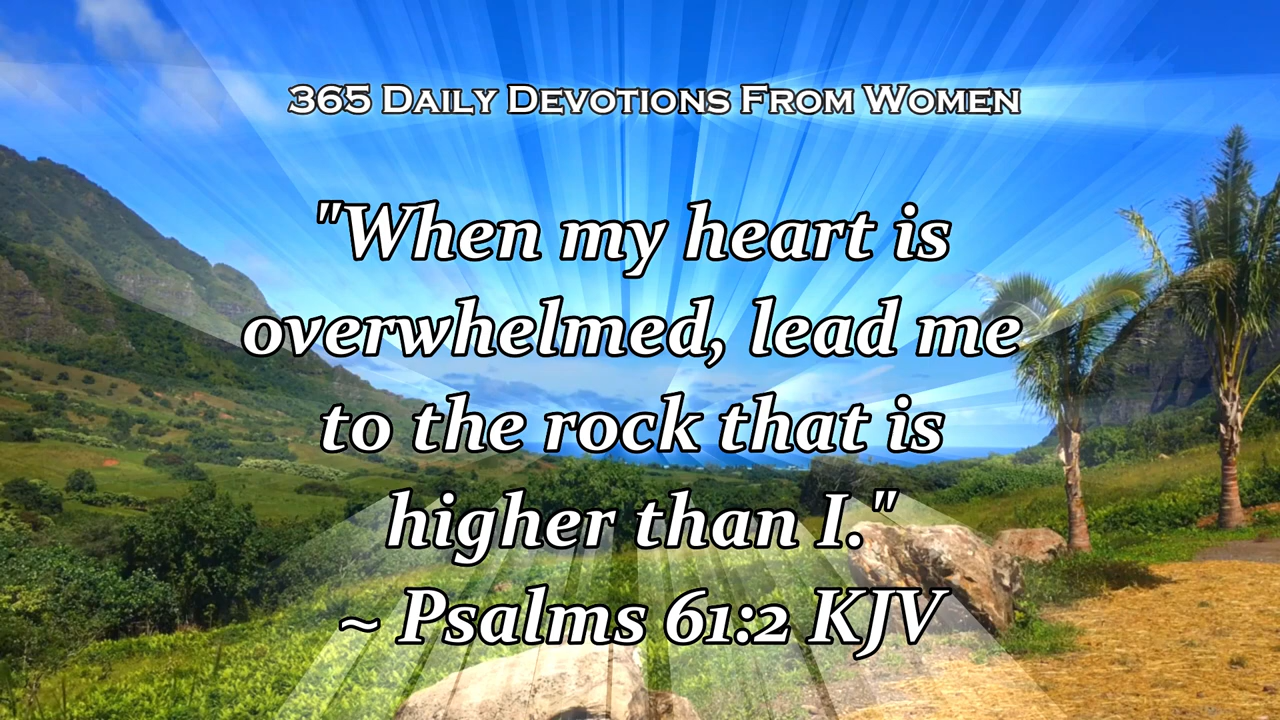 365 Daily Devotions From Women
"When my heart is
overwhelmed, lead me
to the rock that is
higher than I."
~ Psalms 61:2 KJV